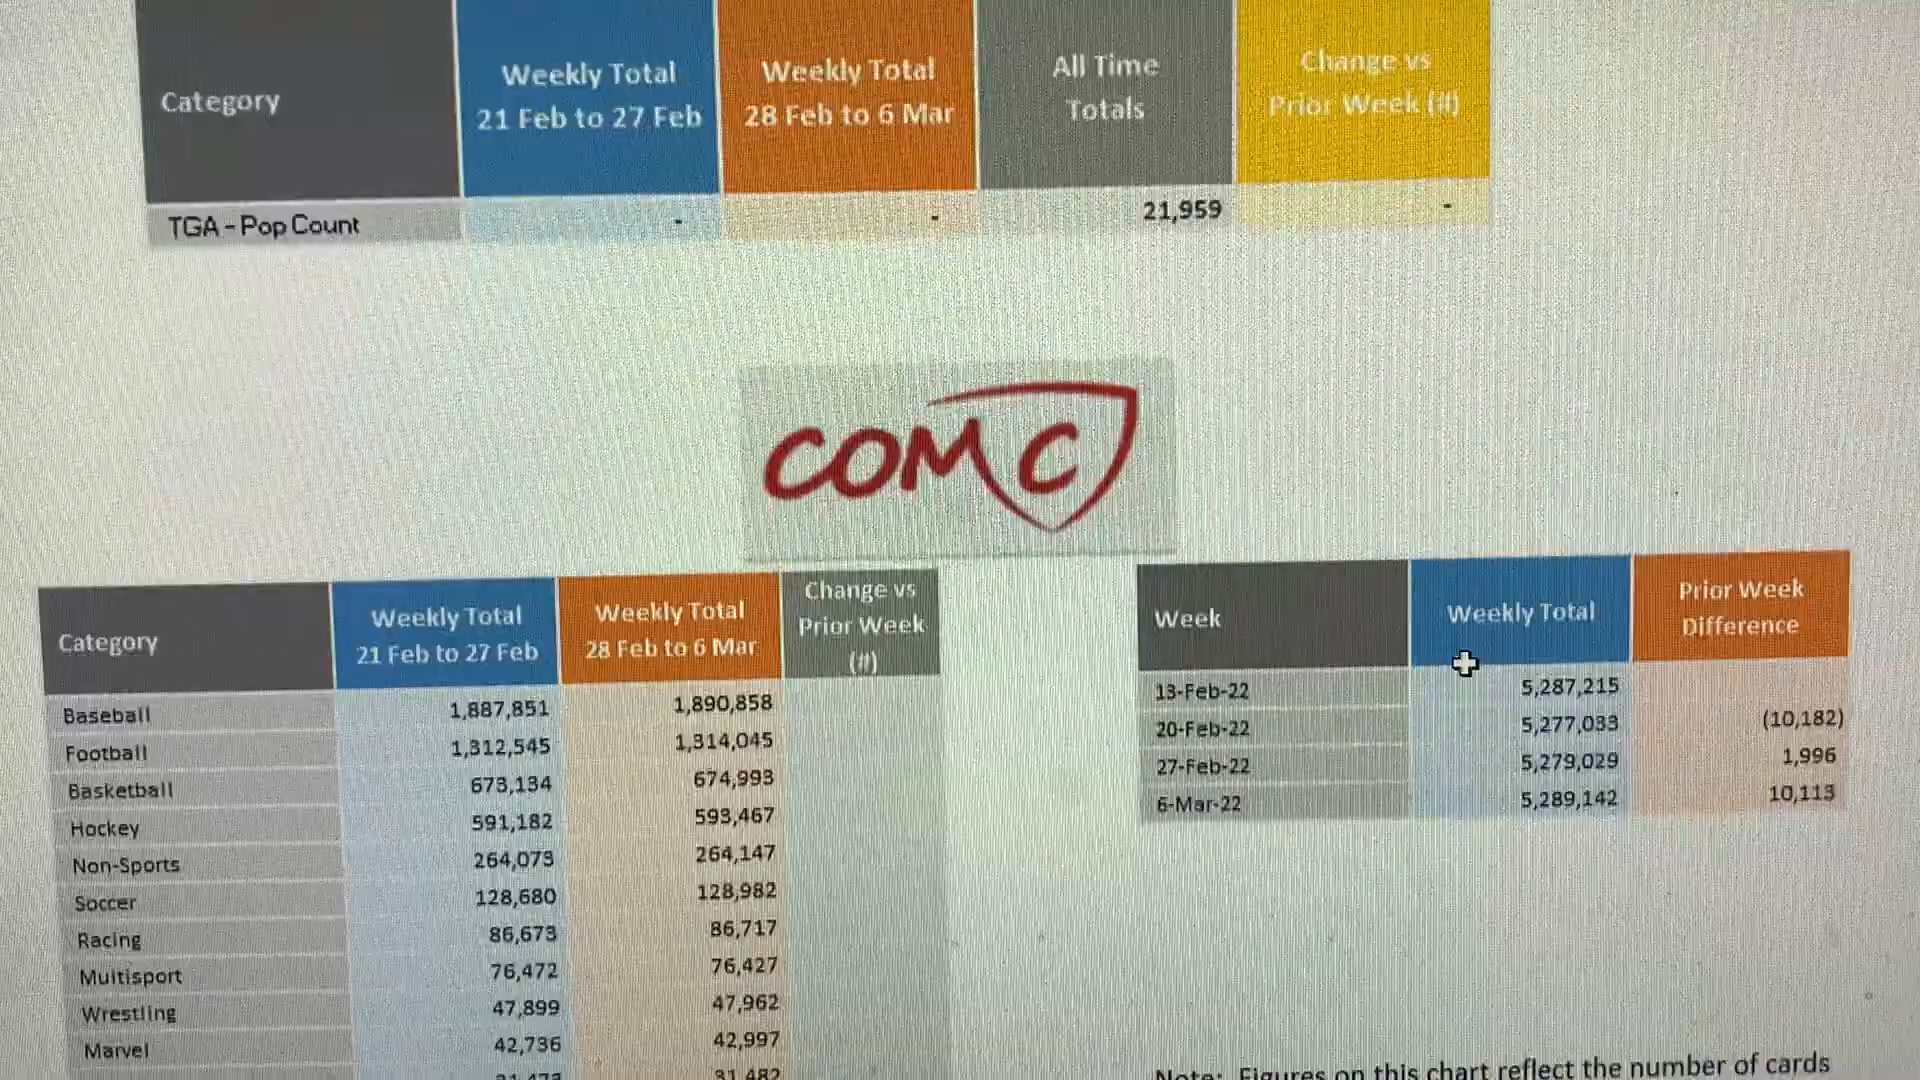 Category
Weekly Total
21 Feb to 27 Feb
Weekly Total
28 Feb to 6 Mar
All Time
Totals
Change vs
Prior Week (#)
TGA - Pop Count - - 21,959 -
COMC
Category
Weekly Total
21 Feb to 27 Feb
Weekly Total
28 Feb to 6 Mar
Change vs
Prior Week
(#)
Baseball 1,887,851 1,890,858
Football 1,312,545 1,314,045
Basketball 673,134 674,993
Hockey 591,182 593,467
Non-Sports 264,073 264,147
Soccer 128,680 128,982
Racing 86,673 86,717
Multisport 76,472 76,427
Wrestling 47,899 47,962
Marvel 42,736 42,997
31,482
Week
Weekly Total
Prior Week
Difference
13-Feb-22 5,287,215
20-Feb-22 5,277,033 (10,182)
27-Feb-22 5,279,029 1,996
6-Mar-22 5,289,142 10,113
Note: Figures on this chart reflect the number of cards